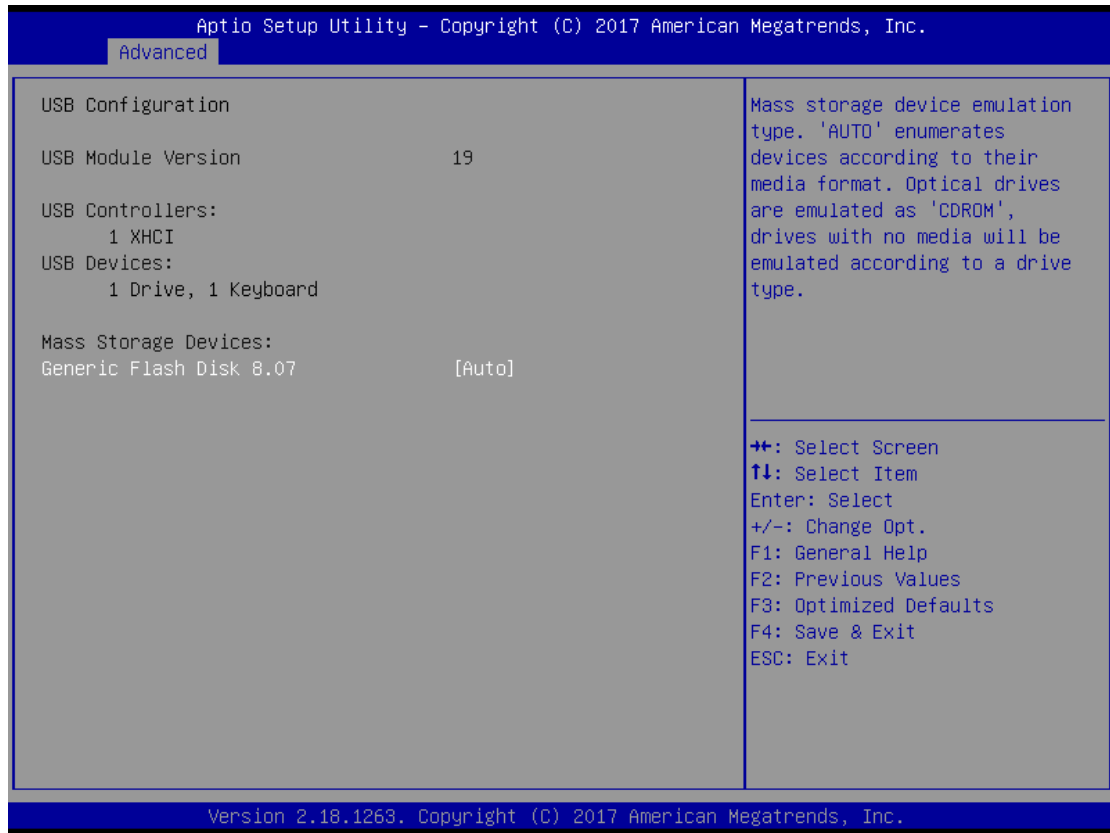 Aptio Setup Utility – Copyright (C) 2017 American Megatrends, Inc.
Advanced
USB Configuration
USB Module Version 19
USB Controllers:
1 XHCI
USB Devices:
1 Drive, 1 Keyboard
Mass Storage Devices:
Generic Flash Disk 8.07 [Auto]
Mass storage device emulation
type. 'AUTO' enumerates
devices according to their
media format. Optical drives
are emulated as 'CDROM',
drives with no media will be
emulated according to a drive
type.
→←: Select Screen
↑↓: Select Item
Enter: Select
+/-: Change Opt.
F1: General Help
F2: Previous Values
F3: Optimized Defaults
F4: Save & Exit
ESC: Exit
Version 2.18.1263. Copyright (C) 2017 American Megatrends, Inc.